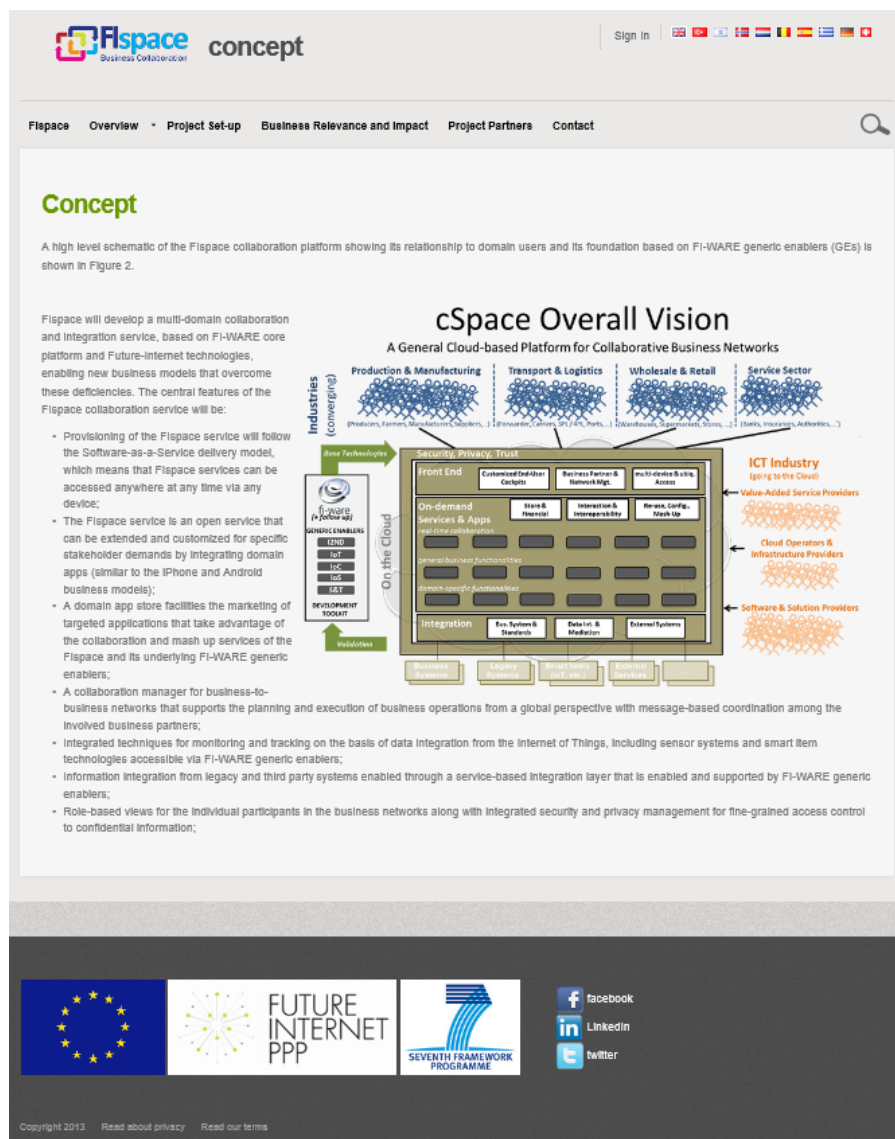 FIspace
Business Collaboration
concept
Sign in
FIspace
Overview
Project Set-up
Business Relevance and Impact
Project Partners
Contact
Concept
A high level schematic of the FIspace collaboration platform showing its relationship to domain users and its foundation based on FI-WARE generic enablers (GEs) is
shown in Figure 2.
FIspace will develop a multi-domain collaboration
and integration service, based on FI-WARE core
platform and Future-Internet technologies,
enabling new business models that overcome
these deficiencies. The central features of the
FIspace collaboration service will be:
• Provisioning of the FIspace service will follow
the Software-as-a-Service delivery model,
which means that FIspace services can be
accessed anywhere at any time via any
device;
• The FIspace service is an open service that
can be extended and customized for specific
stakeholder demands by integrating domain
apps (similar to the iPhone and Android
business models);
• A domain app store facilities the marketing of
targeted applications that take advantage of
the collaboration and mash up services of the
FIspace and its underlying FI-WARE generic
enablers;
• A collaboration manager for business-to-
business networks that supports the planning and execution of business operations from a global perspective with message-based coordination among the
involved business partners;
• Integrated techniques for monitoring and tracking on the basis of data integration from the Internet of Things, including sensor systems and smart item
technologies accessible via FI-WARE generic enablers;
• Information integration from legacy and third party systems enabled through a service-based integration layer that is enabled and supported by FI-WARE generic
enablers;
• Role-based views for the individual participants in the business networks along with integrated security and privacy management for fine-grained access control
to confidential information;
cSpace Overall Vision
A General Cloud-based Platform for Collaborative Business Networks
Industries
(converging)
Production & Manufacturing
Transport & Logistics
Wholesale & Retail
Service Sector
(Producers, Farmers, Manufacturers, Suppliers, ...)
(Forwarder, Carriers, 3PL / 4PL, Ports, ...)
(Warehouses, Supermarkets, Stores, ...)
(Banks, Insurances, Authorities, ...")
Base Technologies
fi-ware
(+ follow up)
GENERIC ENABLERS
I2ND
IoT
IoC
IoS
S&T
DEVELOPMENT
TOOLKIT
Validation
On the Cloud
Security, Privacy, Trust
Front End
Customized End-User
Cockpits
Business Partner &
Network Mgt.
multi-device & ubiq.
Access
On-demand
Services & Apps
Store &
Financial
Interaction &
Interoperability
Re-use, Config.,
Mash Up
real-time collaboration
general business functionalities
domain-specific functionalities
Integration
Bus. System &
Standards
Data Int. &
Mediation
External Systems
Business
Systems
Legacy
Systems
Smart Items
(IoT, etc.)
External
Services
....
ICT Industry
(going to the Cloud)
Value-Added Service Providers
Cloud Operators &
Infrastructure Providers
Software & Solution Providers
FUTURE
INTERNET
PPP
SEVENTH FRAMEWORK
PROGRAMME
facebook
LinkedIn
twitter
Copyright 2013
Read about privacy
Read our terms